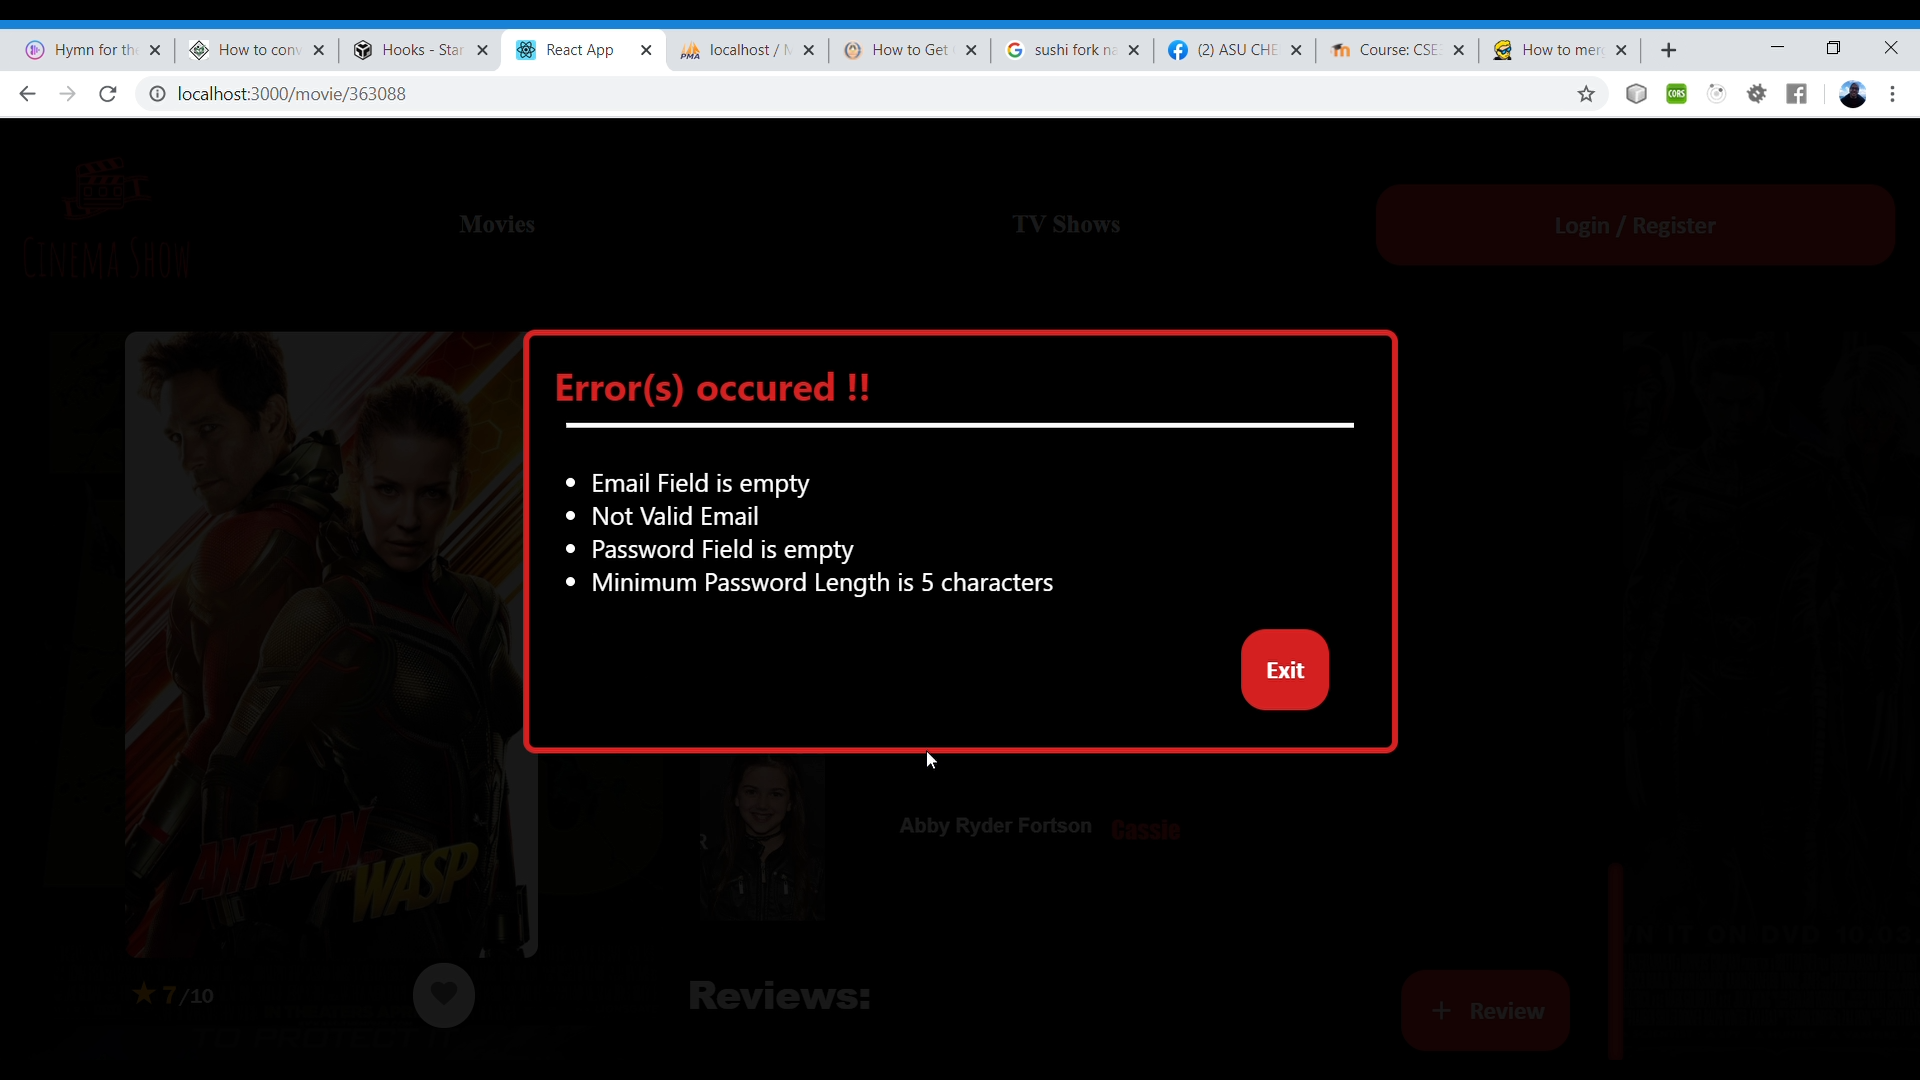 Hymn for th
How to conv
Hooks - Star
React App
localhost / M
How to Get
sushi fork na
(2) ASU CHE
Course: CSE
How to merg
localhost:3000/movie/363088
CORS
Movies
TV Shows
Login / Register
CINEMA SHOW
Error(s) occured !!
Email Field is empty
Not Valid Email
Password Field is empty
Minimum Password Length is 5 characters
Exit
ANT-MAN
THE WASP
Abby Ryder Fortson Cassie
7/10
Reviews:
+ Review